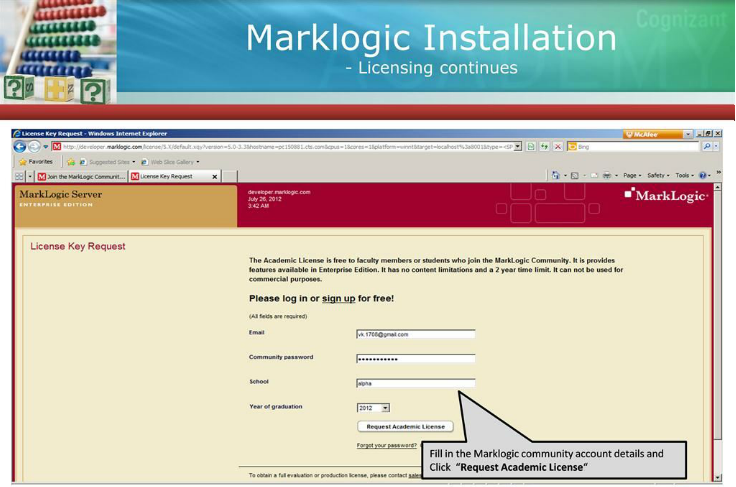 Cognizant
Marklogic Installation
- Licensing continues
License Key Request - Windows Internet Explorer
McAfee
Bing
Favorites
Suggested Sites
Web Slice Gallery
Join the MarkLogic Communit...
License Key Request
Page
Safety
Tools
MarkLogic Server
ENTERPRISE EDITION
developer.marklogic.com
July 26, 2012
3:42 AM
MarkLogic
License Key Request
The Academic License is free to faculty members or students who join the MarkLogic Community. It is provides
features available in Enterprise Edition. It has no content limitations and a 2 year time limit. It can not be used for
commercial purposes.
Please log in or sign up for free!
(All fields are required)
Email
vk.1708@gmail.com
Community password
School
alpha
Year of graduation
2012
Request Academic License
Forgot your password?
Fill in the Marklogic community account details and
Click “Request Academic License“
To obtain a full evaluation or production license, please contact sales